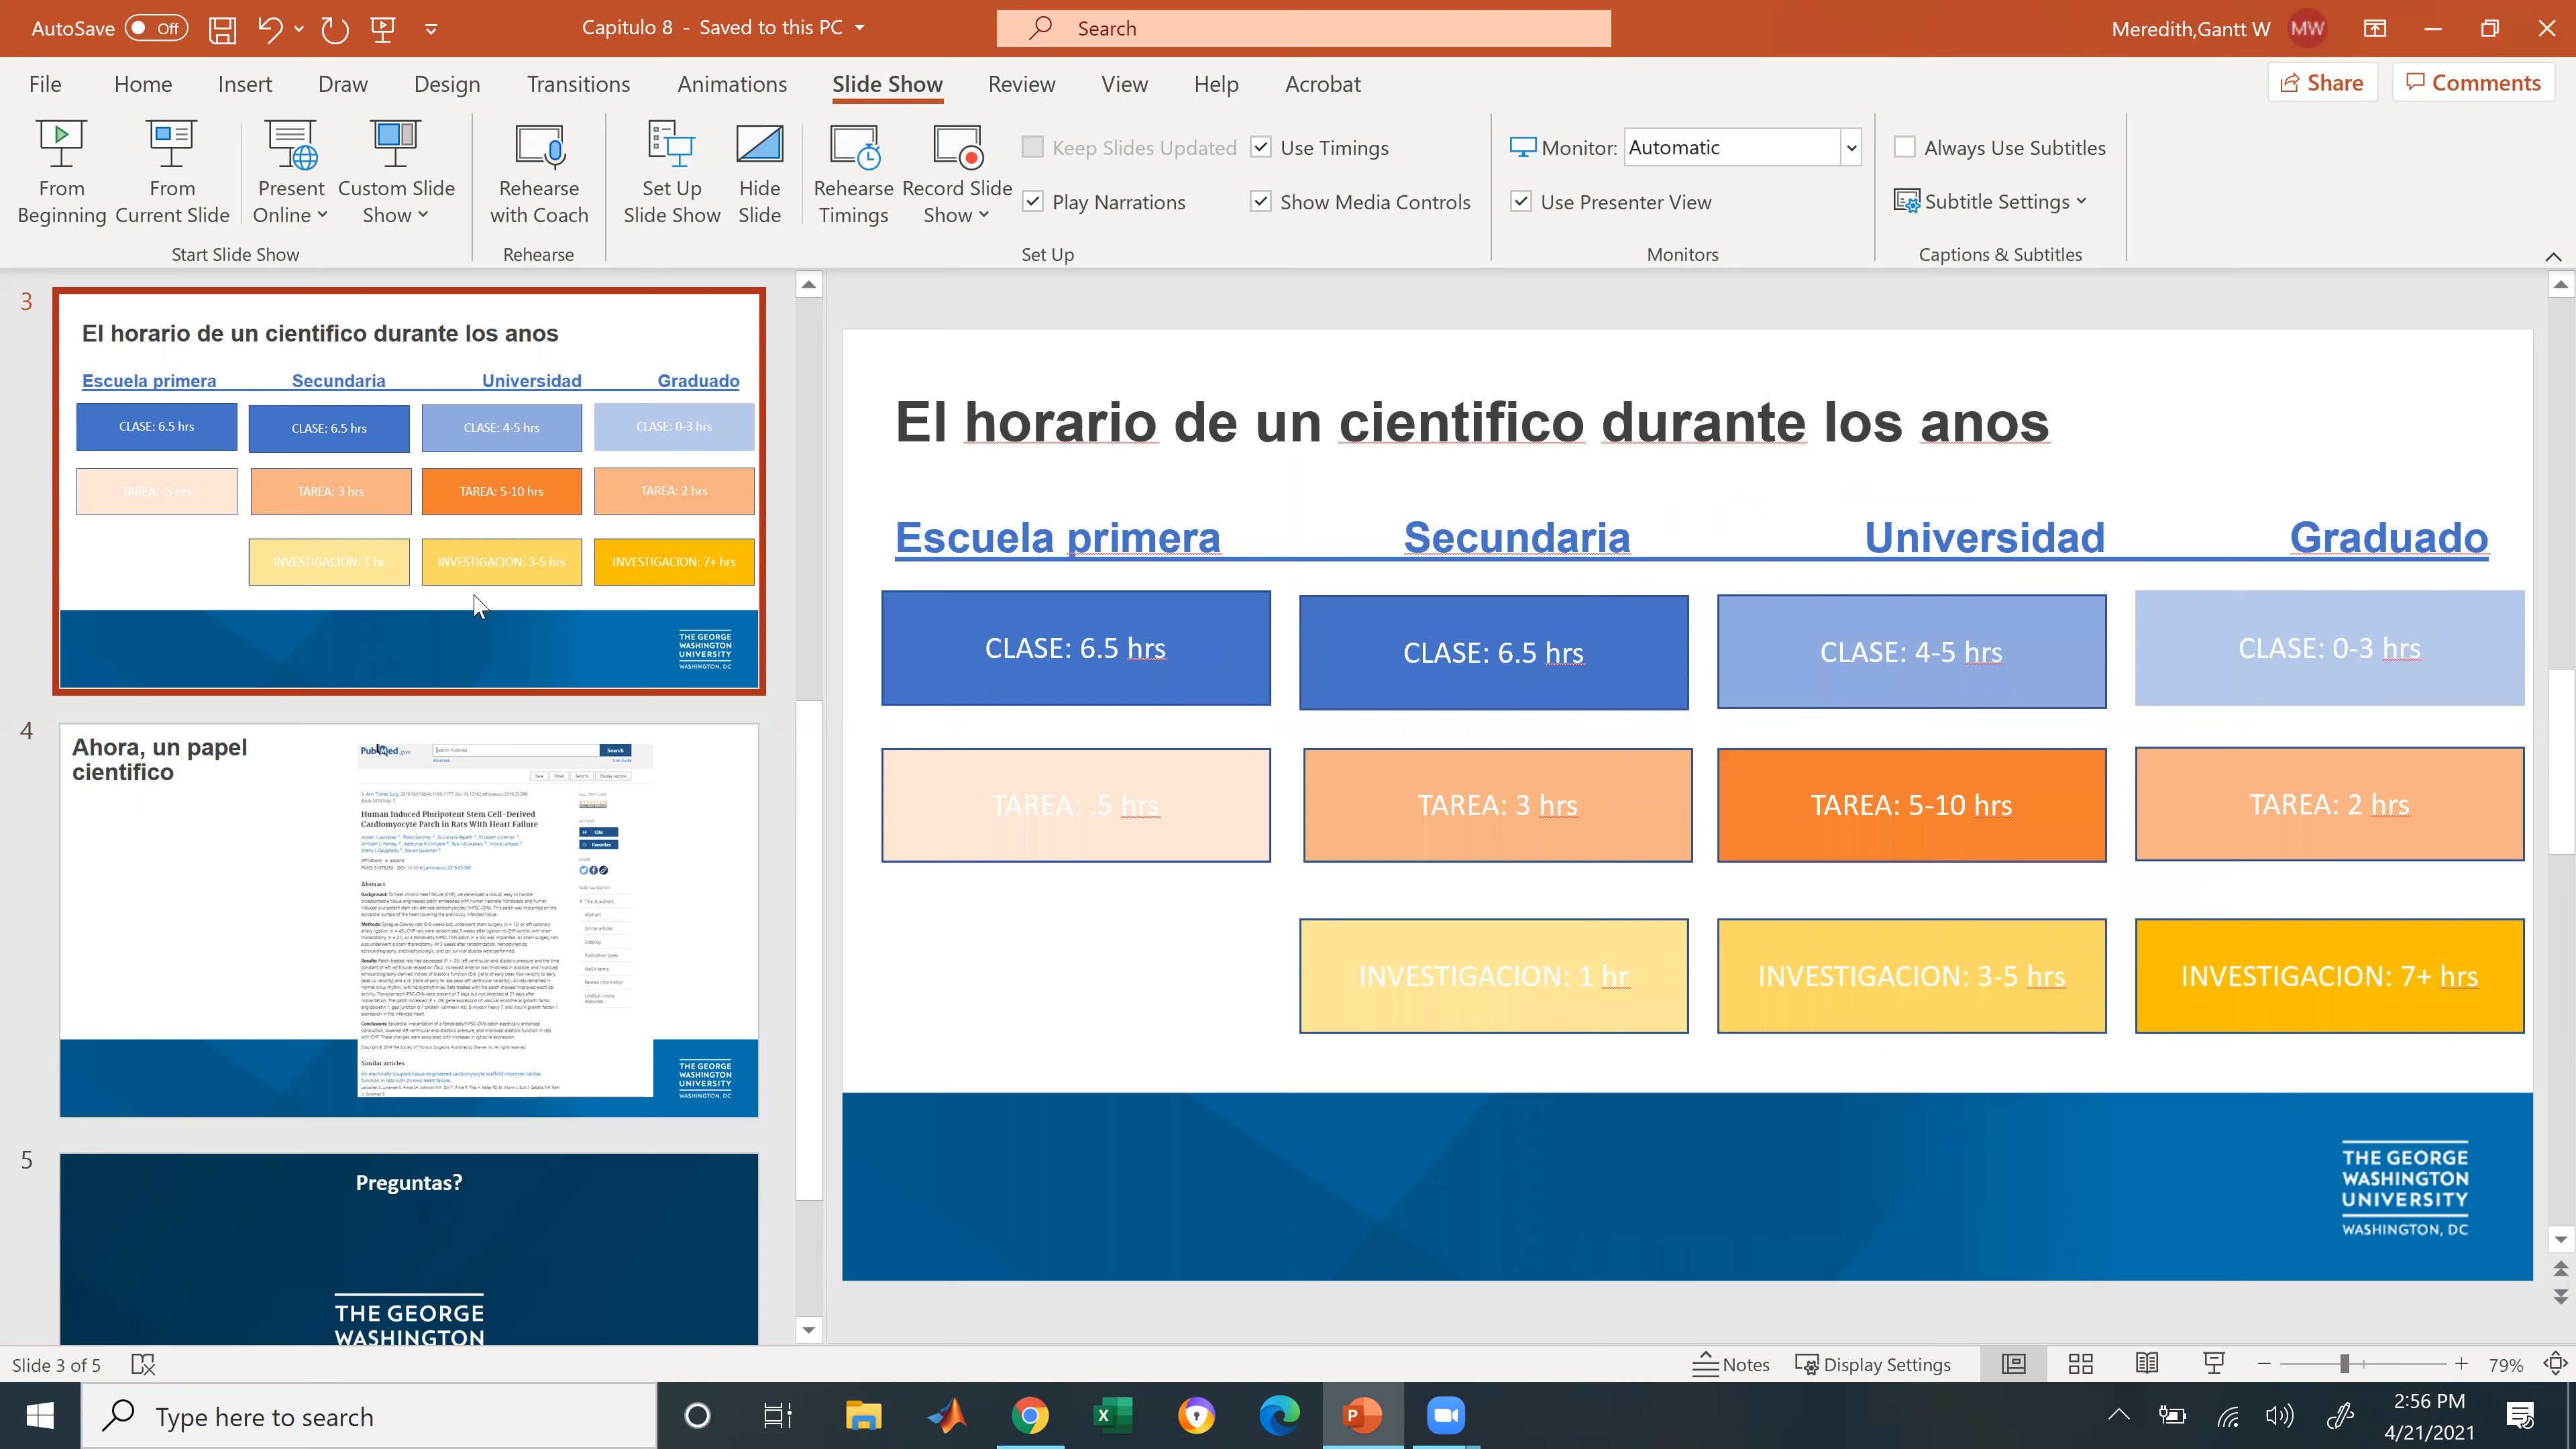 AutoSave Off
Capitulo 8 - Saved to this PC
Search
Meredith,Gantt W MW
File Home Insert Draw Design Transitions Animations Slide Show Review View Help Acrobat
Share Comments
From Beginning
From Current Slide
Present Online
Custom Slide Show
Rehearse with Coach
Set Up Slide Show
Hide Slide
Rehearse Timings
Record Slide Show
Keep Slides Updated
Use Timings
Play Narrations
Show Media Controls
Monitor: Automatic
Use Presenter View
Always Use Subtitles
Subtitle Settings
Start Slide Show
Rehearse
Set Up
Monitors
Captions & Subtitles
3
El horario de un cientifico durante los anos
Escuela primera Secundaria Universidad Graduado
CLASE: 6.5 hrs CLASE: 6.5 hrs CLASE: 4-5 hrs CLASE: 0-3 hrs
TAREA: .5 hrs TAREA: 3 hrs TAREA: 5-10 hrs TAREA: 2 hrs
INVESTIGACION: 1 hr INVESTIGACION: 3-5 hrs INVESTIGACION: 7+ hrs
THE GEORGE
WASHINGTON
UNIVERSITY
WASHINGTON, DC
4
Ahora, un papel
cientifico
PubMed.gov
Search
Human Induced Pluripotent Stem Cell-Derived
Cardiomyocyte Patch in Rats With Heart Failure
Abstract
Similar articles
THE GEORGE
WASHINGTON
UNIVERSITY
WASHINGTON, DC
5
Preguntas?
THE GEORGE
WASHINGTON
El horario de un cientifico durante los anos
Escuela primera Secundaria Universidad Graduado
CLASE: 6.5 hrs CLASE: 6.5 hrs CLASE: 4-5 hrs CLASE: 0-3 hrs
TAREA: .5 hrs TAREA: 3 hrs TAREA: 5-10 hrs TAREA: 2 hrs
INVESTIGACION: 1 hr INVESTIGACION: 3-5 hrs INVESTIGACION: 7+ hrs
THE GEORGE
WASHINGTON
UNIVERSITY
WASHINGTON, DC
Slide 3 of 5
Notes Display Settings 79%
Type here to search
2:56 PM
4/21/2021